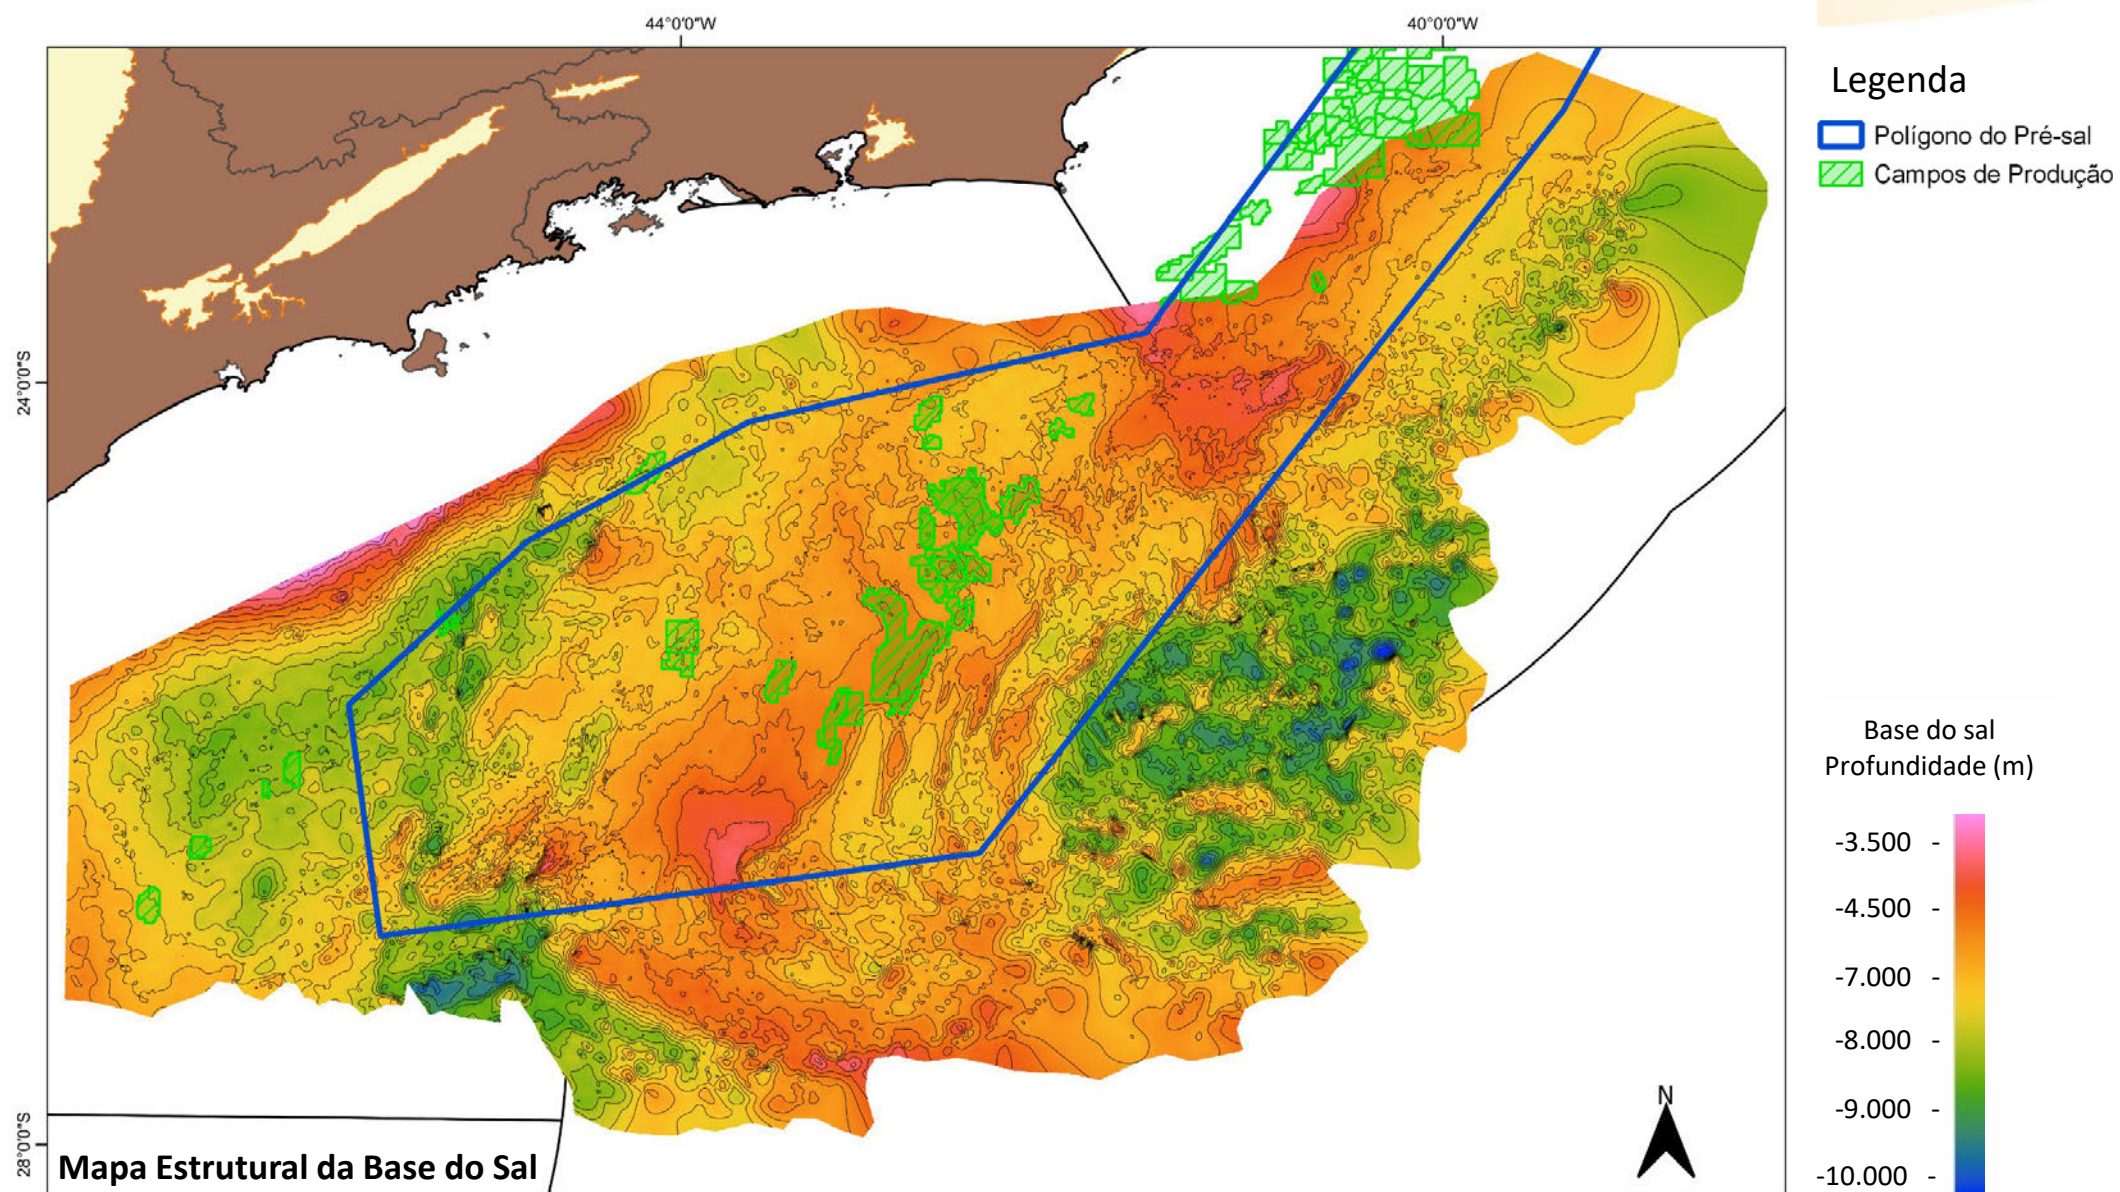 44°0'0"W
40°0'0"W
24°0'0"S
28°0'0"S
Legenda
Polígono do Pré-sal
Campos de Produção
Base do sal
Profundidade (m)
-3.500 -
-4.500 -
-7.000 -
-8.000 -
-9.000 -
-10.000 -
N
Mapa Estrutural da Base do Sal